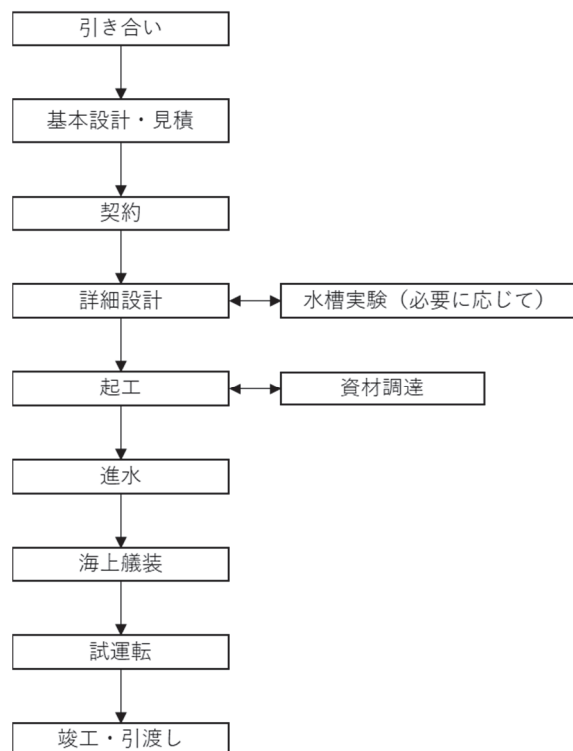 引き合い
基本設計・見積
契約
詳細設計
水槽実験（必要に応じて）
起工
資材調達
進水
海上艤装
試運転
竣工・引渡し